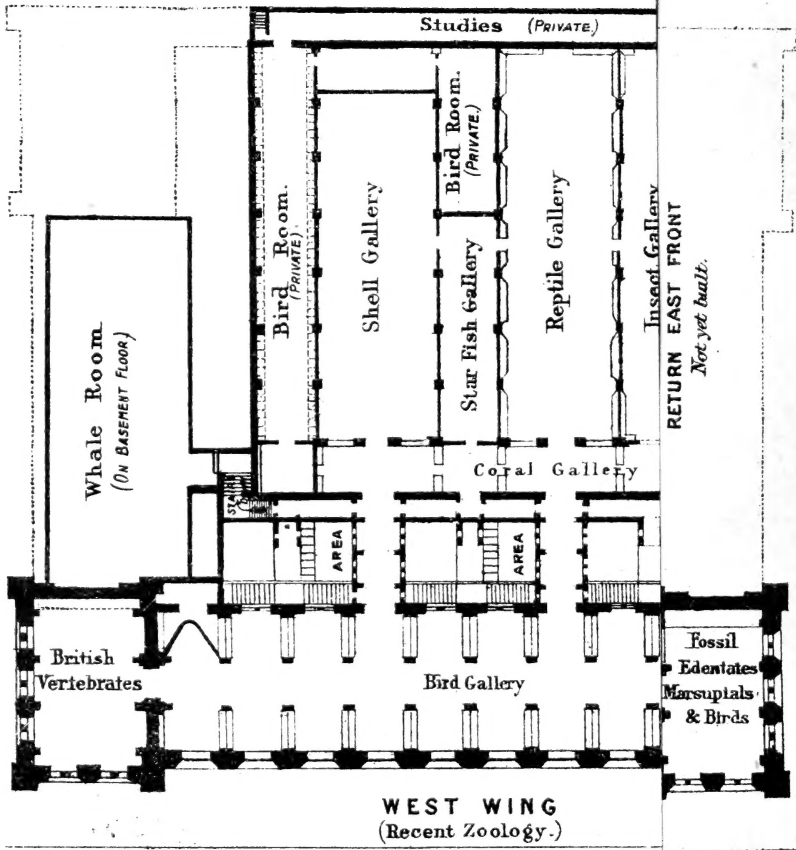 Studies (PRIVATE.)
Bird Room.
(PRIVATE.)
Shell Gallery
Bird Room.
(PRIVATE.)
Star Fish Gallery
Reptile Gallery
Insect Gallery
RETURN EAST FRONT
Not yet built.
Whale Room
(ON BASEMENT FLOOR)
Coral Gallery
AREA
AREA
British
Vertebrates
Bird Gallery
Fossil
Edentates
Marsupials
& Birds
WEST WING
(Recent Zoology.)